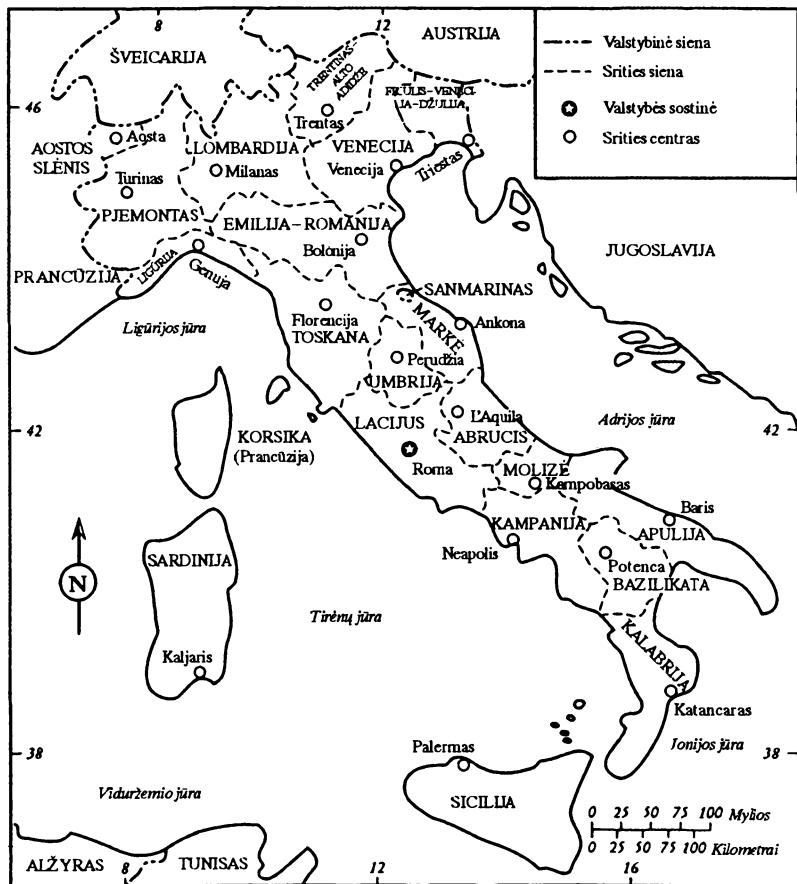 8
12
ŠVEICARIJA
AUSTRIJA
TRENTINAS–
ALTO
ADIDŽĖ
FRIULIS–VENECI-
JA–DŽULIJA
Valstybinė siena
Srities siena
Valstybės sostinė
Srities centras
46
Aosta
AOSTOS
SLĖNIS
Trentas
LOMBARDIJA
Milanas
VENECIJA
Venecija
Triestas
Turinas
PJEMONTAS
EMILIJA–ROMANIJA
Bolonija
JUGOSLAVIJA
PRANCŪZIJA
LIGŪRIJA
Genuja
SANMARINAS
Ligūrijos jūra
Florencija
TOSKANA
MARKĖ
Ankona
Perudžia
UMBRIJA
42
KORSIKA
(Prancūzija)
LACIJUS
Roma
L'Aquila
ABRUCIS
Adrijos jūra
42
MOLIZĖ
Kampobasas
KAMPANIJA
Neapolis
Baris
APULIJA
Potenca
BAZILIKATA
N
SARDINIJA
Kaljaris
Tirėnų jūra
KALABRIJA
Katancaras
Jonijos jūra
38
38
Palermas
SICILIJA
Viduržemio jūra
0 25 50 75 100 Mylios
0 25 50 75 100 Kilometrai
ALŽYRAS
TUNISAS
8
12
16